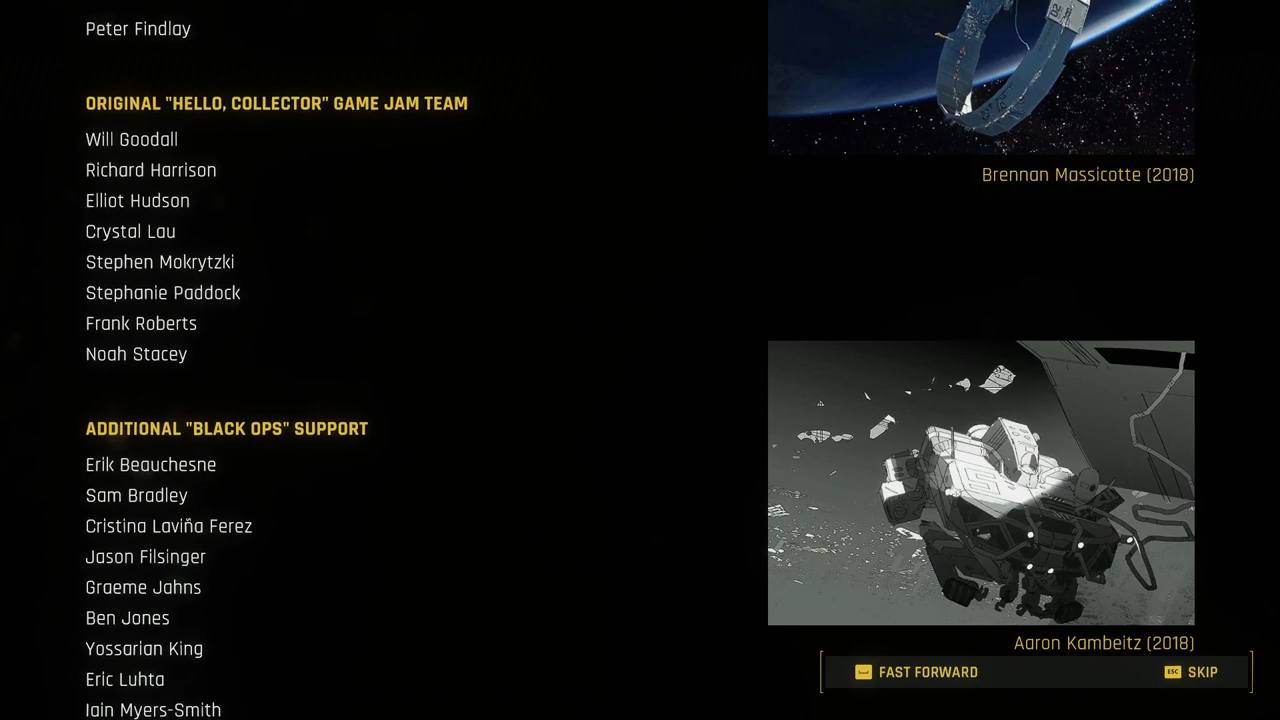 Peter Findlay
ORIGINAL "HELLO, COLLECTOR" GAME JAM TEAM
Will Goodall
Richard Harrison
Elliot Hudson
Crystal Lau
Stephen Mokrytzki
Stephanie Paddock
Frank Roberts
Noah Stacey
ADDITIONAL "BLACK OPS" SUPPORT
Erik Beauchesne
Sam Bradley
Cristina Laviña Ferez
Jason Filsinger
Graeme Jahns
Ben Jones
Yossarian King
Eric Luhta
Iain Myers-Smith
Brennan Massicotte (2018)
Aaron Kambeitz (2018)
FAST FORWARD
ESC SKIP